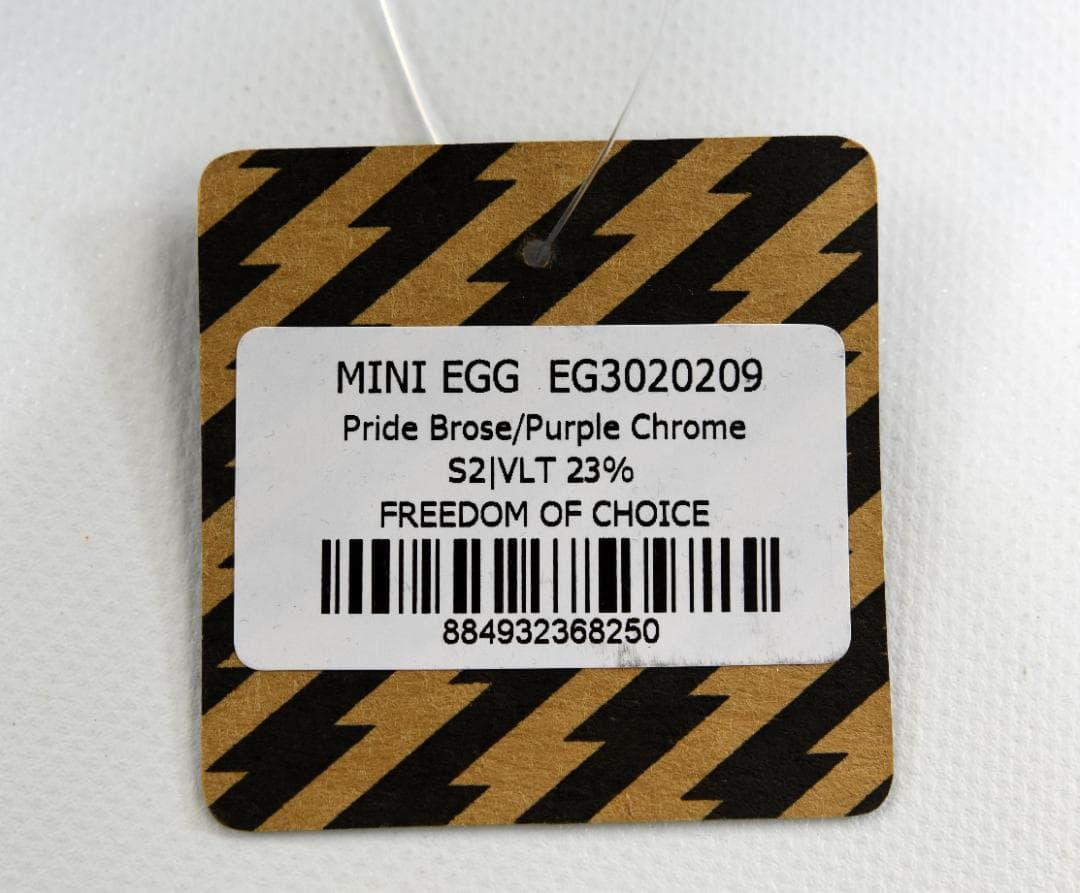 MINI EGG  EG3020209
Pride Brose/Purple Chrome
S2|VLT 23%
FREEDOM OF CHOICE
884932368250